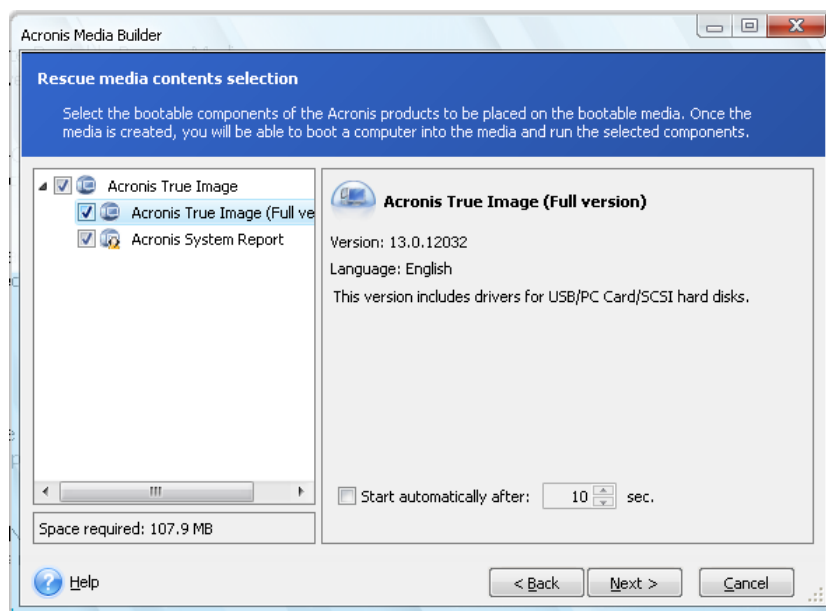 Acronis Media Builder
Rescue media contents selection
Select the bootable components of the Acronis products to be placed on the bootable media. Once the
media is created, you will be able to boot a computer into the media and run the selected components.
Acronis True Image
Acronis True Image (Full ve
Acronis System Report
Space required: 107.9 MB
Acronis True Image (Full version)
Version: 13.0.12032
Language: English
This version includes drivers for USB/PC Card/SCSI hard disks.
Start automatically after: 10 sec.
Help
< Back
Next >
Cancel